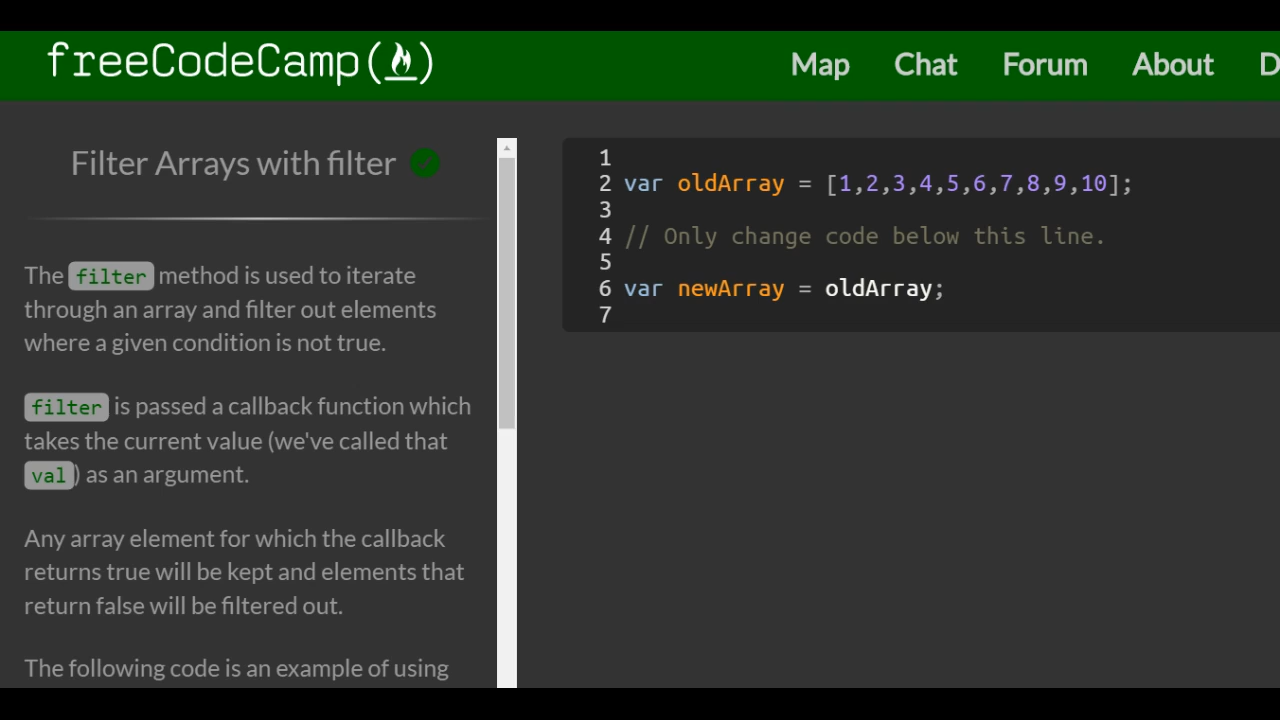 freeCodeCamp(🔥)
Map Chat Forum About D
Filter Arrays with filter
The filter method is used to iterate
through an array and filter out elements
where a given condition is not true.
filter is passed a callback function which
takes the current value (we've called that
val) as an argument.
Any array element for which the callback
returns true will be kept and elements that
return false will be filtered out.
The following code is an example of using
1
2 var oldArray = [1,2,3,4,5,6,7,8,9,10];
3
4 // Only change code below this line.
5
6 var newArray = oldArray;
7